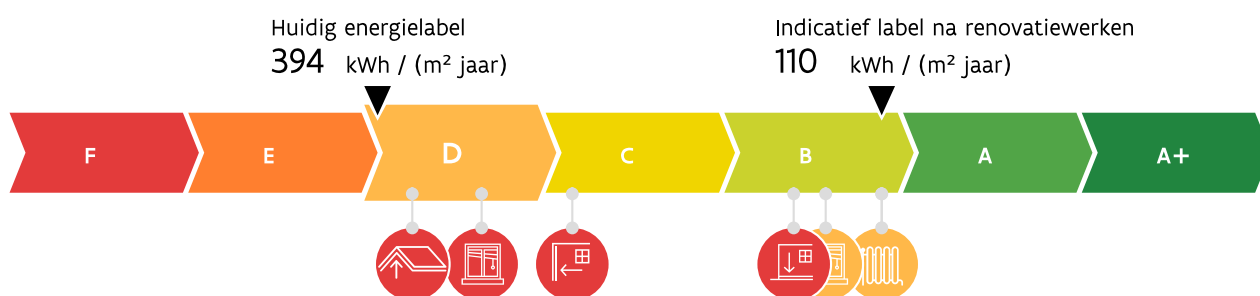 Huidig energielabel
394 kWh / (m² jaar)
Indicatief label na renovatiewerken
110 kWh / (m² jaar)
F E D C B A A+